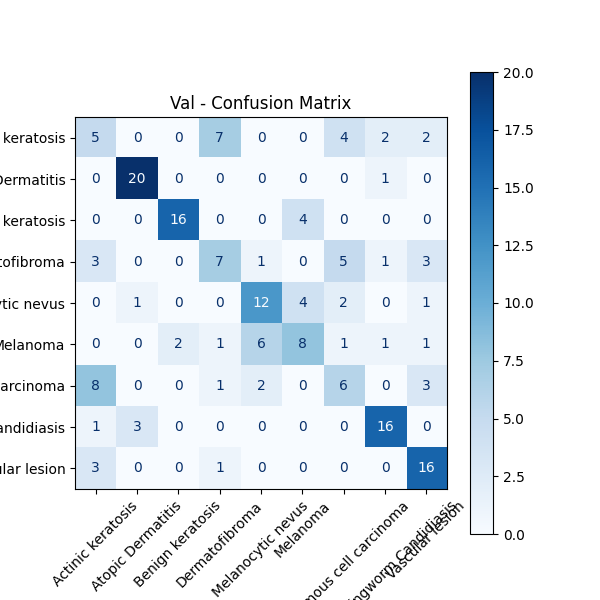 Val - Confusion Matrix
keratosis 5 0 0 7 0 0 4 2 2
Dermatitis 0 20 0 0 0 0 0 1 0
keratosis 0 0 16 0 0 4 0 0 0
tofibroma 3 0 0 7 1 0 5 1 3
ytic nevus 0 1 0 0 12 4 2 0 1
Melanoma 0 0 2 1 6 8 1 1 1
arcinoma 8 0 0 1 2 0 6 0 3
andidiasis 1 3 0 0 0 0 0 16 0
ular lesion 3 0 0 1 0 0 0 0 16
Actinic keratosis
Atopic Dermatitis
Benign keratosis
Dermatofibroma
Melanocytic nevus
Melanoma
mous cell carcinoma
ngworm Candidiasis
Vascular lesion
20.0
17.5
15.0
12.5
10.0
7.5
5.0
2.5
0.0